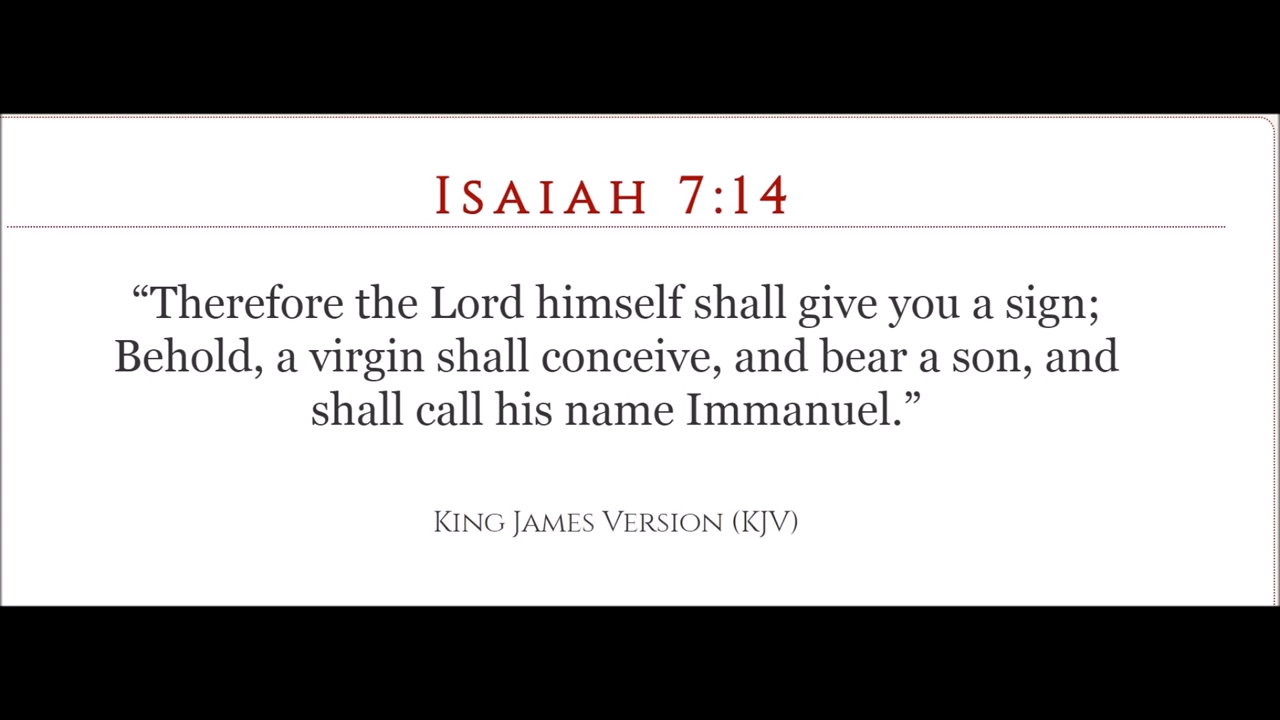 Isaiah 7:14
“Therefore the Lord himself shall give you a sign;
Behold, a virgin shall conceive, and bear a son, and
shall call his name Immanuel.”
King James Version (KJV)